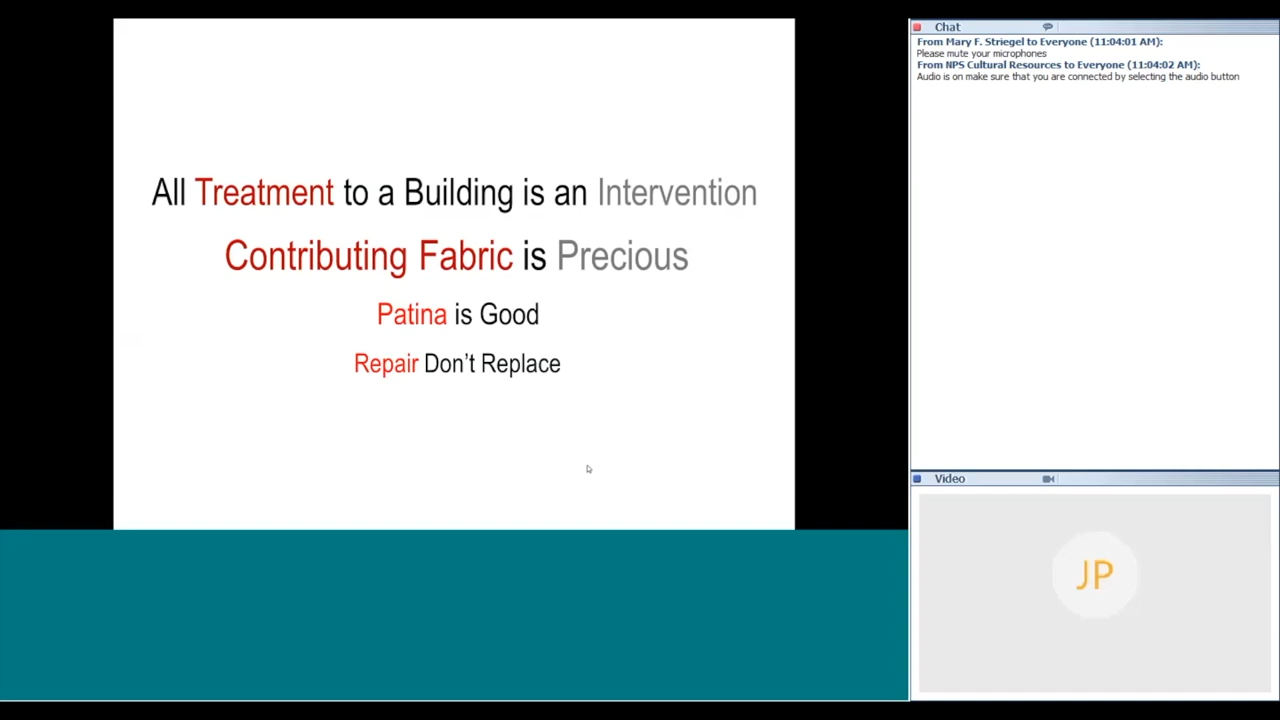 All Treatment to a Building is an Intervention
Contributing Fabric is Precious
Patina is Good
Repair Don't Replace
Chat
From Mary F. Striegel to Everyone (11:04:01 AM):
Please mute your microphones
From NPS Cultural Resources to Everyone (11:04:02 AM):
Audio is on make sure that you are connected by selecting the audio button
Video
JP